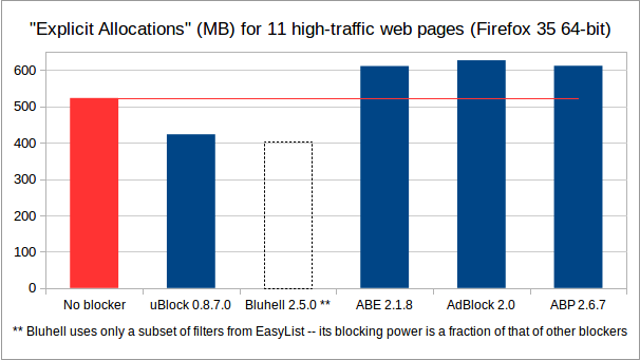 "Explicit Allocations" (MB) for 11 high-traffic web pages (Firefox 35 64-bit)
600
500
400
300
200
100
0
No blocker uBlock 0.8.7.0 Bluhell 2.5.0 ** ABE 2.1.8 AdBlock 2.0 ABP 2.6.7
** Bluhell uses only a subset of filters from EasyList -- its blocking power is a fraction of that of other blockers